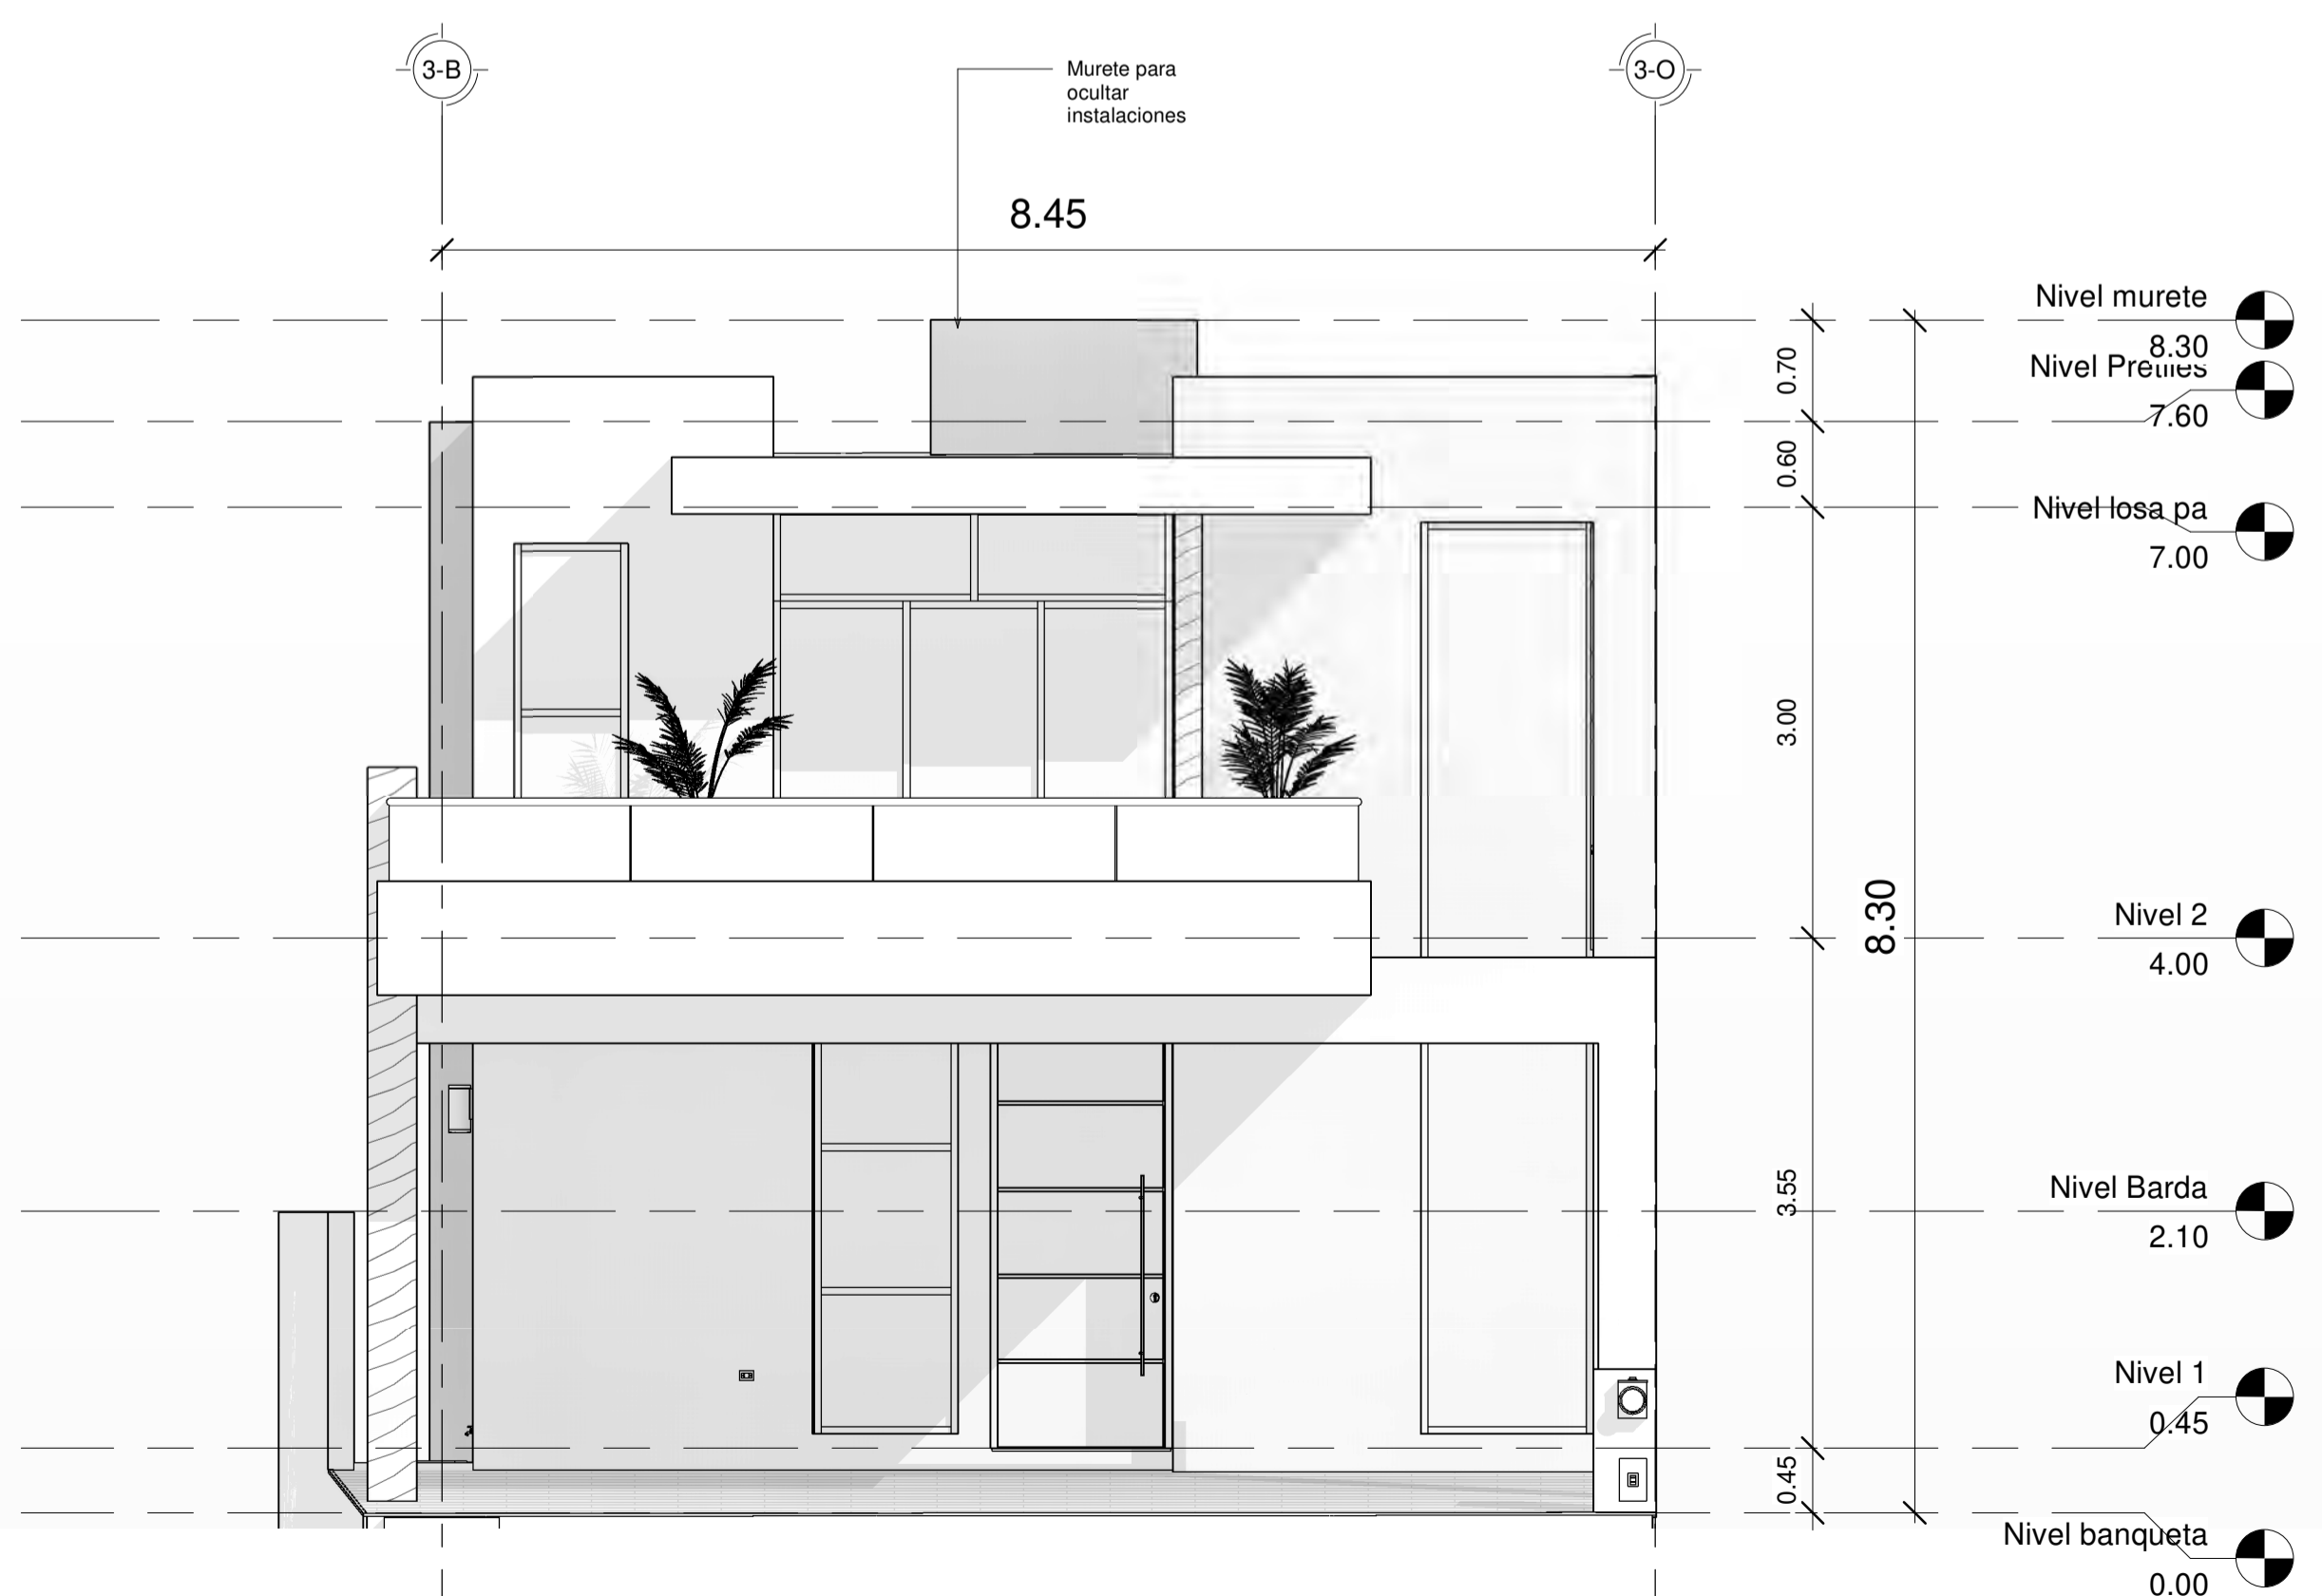 3-B
3-O
Murete para
ocultar
instalaciones
8.45
Nivel murete
8.30
Nivel Pretiles
7.60
0.70
0.60
Nivel losa pa
7.00
3.00
Nivel 2
4.00
8.30
Nivel Barda
2.10
3.55
Nivel 1
0.45
0.45
Nivel banqueta
0.00